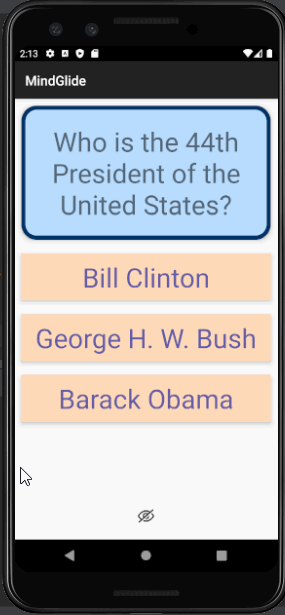 2:13
MindGlide
Who is the 44th
President of the
United States?
Bill Clinton
George H. W. Bush
Barack Obama